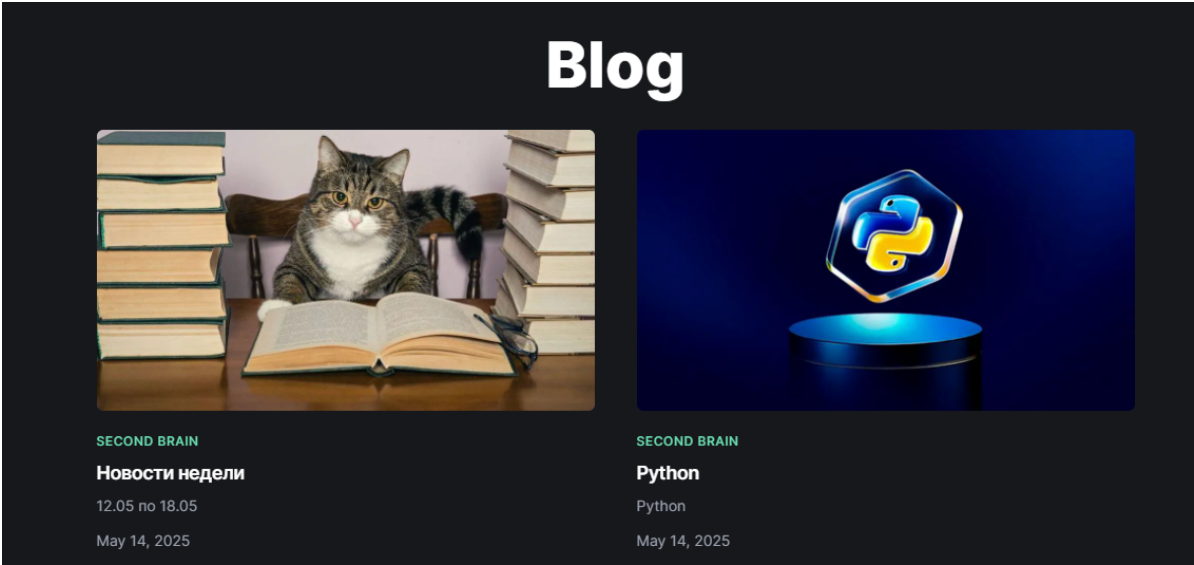 Blog
SECOND BRAIN
Новости недели
12.05 по 18.05
May 14, 2025
SECOND BRAIN
Python
Python
May 14, 2025